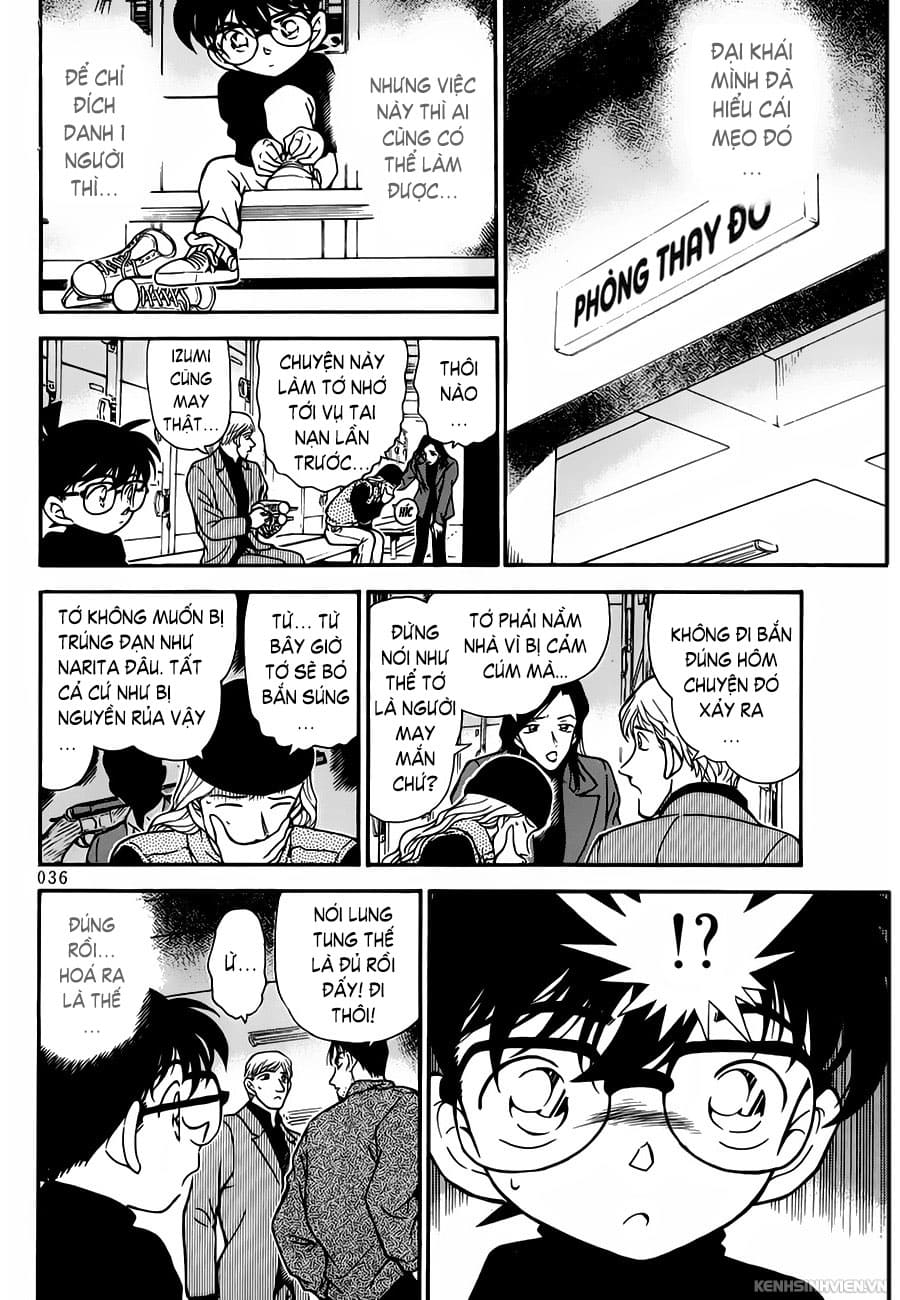 ĐẠI KHÁI
MÌNH ĐÃ
HIỂU CÁI
MẸO ĐÓ
...
PHÒNG THAY ĐỒ
NHƯNG VIỆC
NÀY THÌ AI
CŨNG CÓ
THỂ LÀM
ĐƯỢC...
ĐỂ CHỈ
ĐÍCH
DANH 1
NGƯỜI
THÌ...
THÔI
NÀO
...
HÍC
CHUYỆN NÀY
LÀM TỚ NHỚ
TỚI VỤ TAI
NẠN LẦN
TRƯỚC...
IZUMI
CŨNG
MAY
THẬT...
KHÔNG ĐI BẮN
ĐÚNG HÔM
CHUYỆN ĐÓ
XẢY RA
TỚ PHẢI NẰM
NHÀ VÌ BỊ CẢM
CÚM MÀ...
ĐỪNG
NÓI NHƯ
THỂ TỚ
LÀ NGƯỜI
MAY
MẮN
CHỨ?
TỪ... TỪ
BÂY GIỜ
TỚ SẼ BỎ
BẮN SÚNG
...
TỚ KHÔNG MUỐN BỊ
TRÚNG ĐẠN NHƯ
NARITA ĐÂU. TẤT
CẢ CỨ NHƯ BỊ
NGUYỀN RỦA VẬY
...
036
!?
NÓI LUNG
TUNG THẾ
LÀ ĐỦ RỒI
ĐẤY! ĐI
THÔI!
Ừ...
ĐÚNG
RỒI...
HOÁ RA
LÀ THẾ
...
KENHSINHVIEN.VN